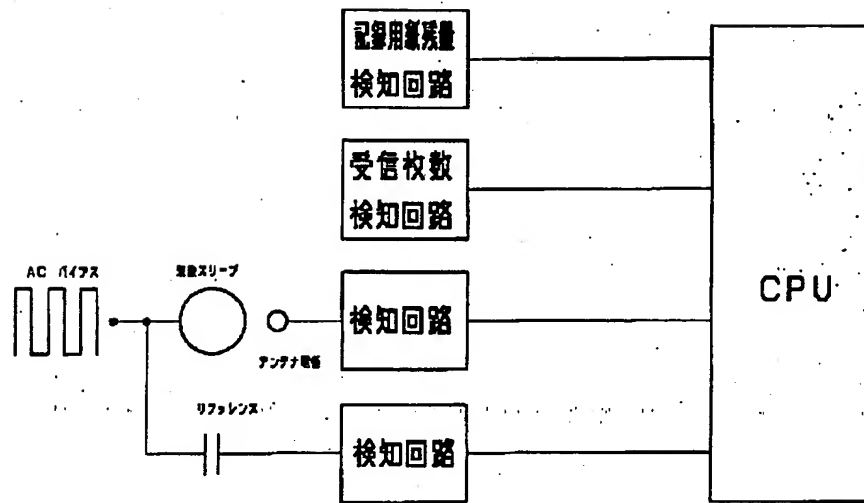 記録用紙残量
検知回路
受信枚数
検知回路
AC バイアス
現像スリーブ
アンテナ電極
検知回路
リファレンス
検知回路
CPU